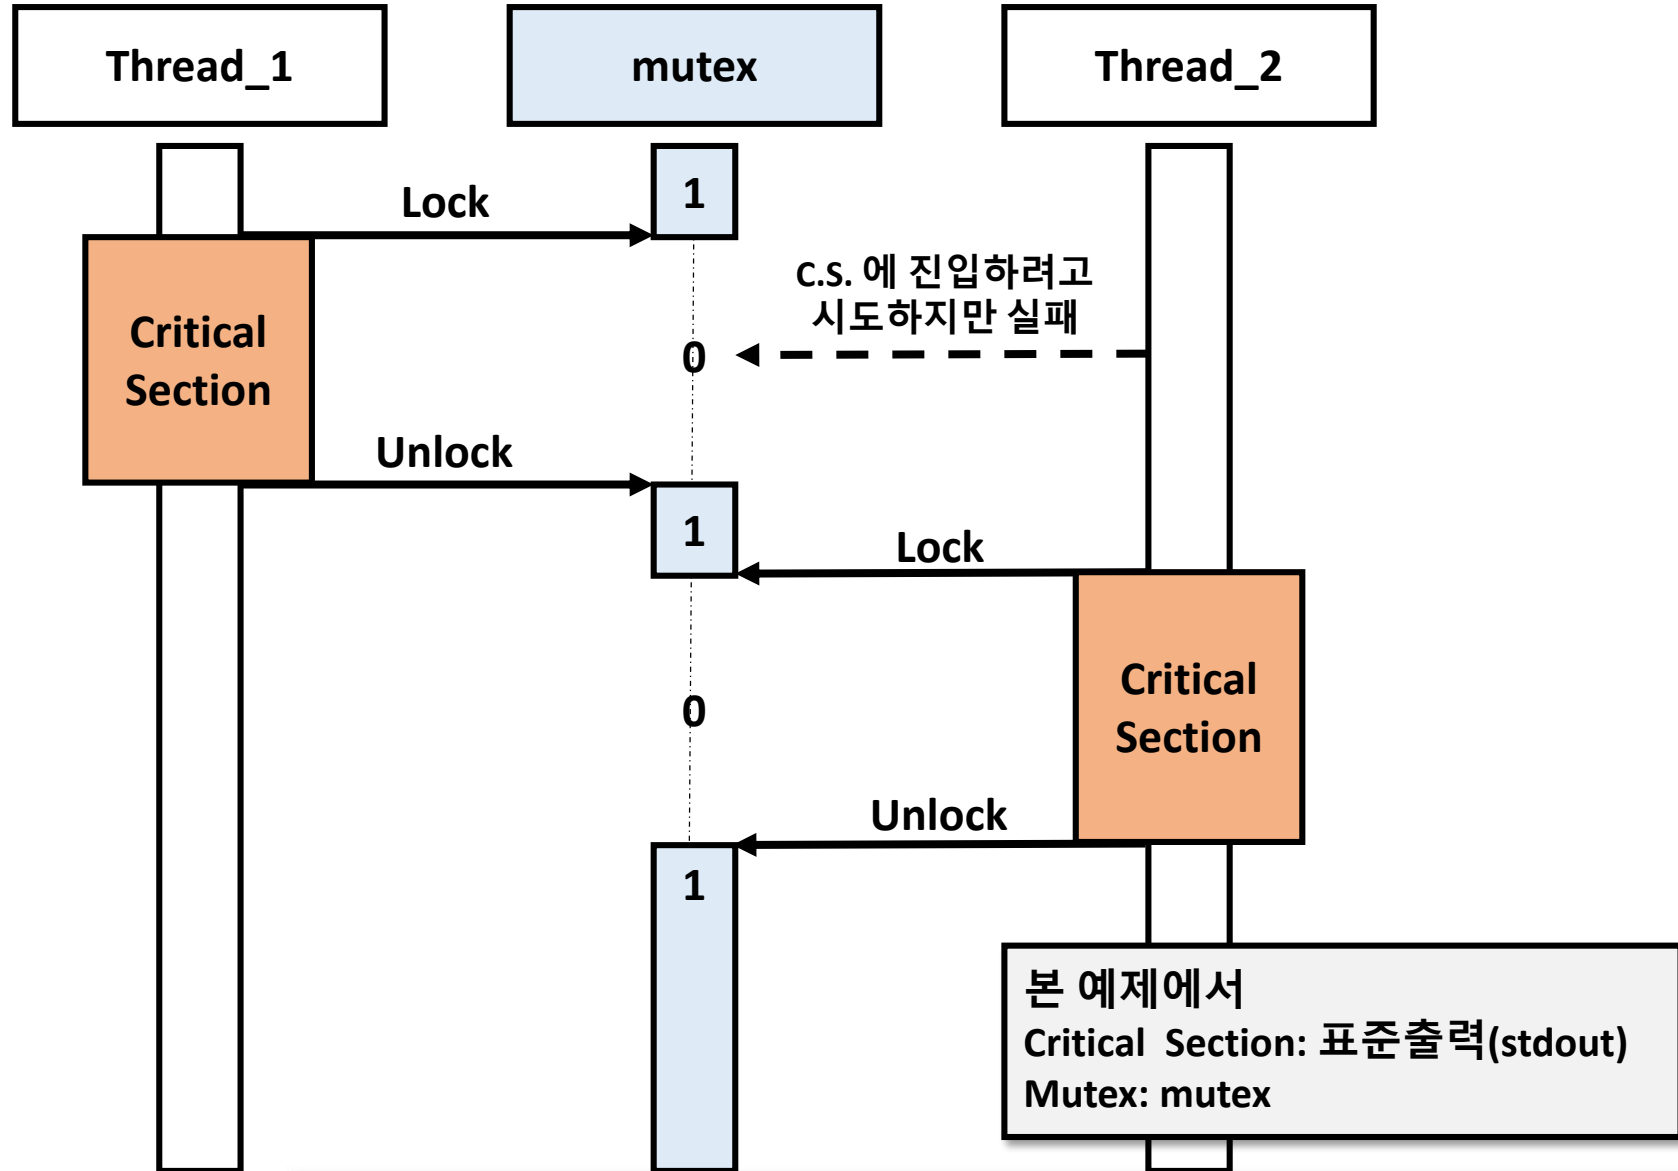 Thread_1
mutex
Thread_2
1
Lock
C.S. 에 진입하려고
시도하지만 실패
Critical
Section
0
Unlock
1
Lock
Critical
Section
0
Unlock
1
본 예제에서
Critical Section: 표준출력(stdout)
Mutex: mutex